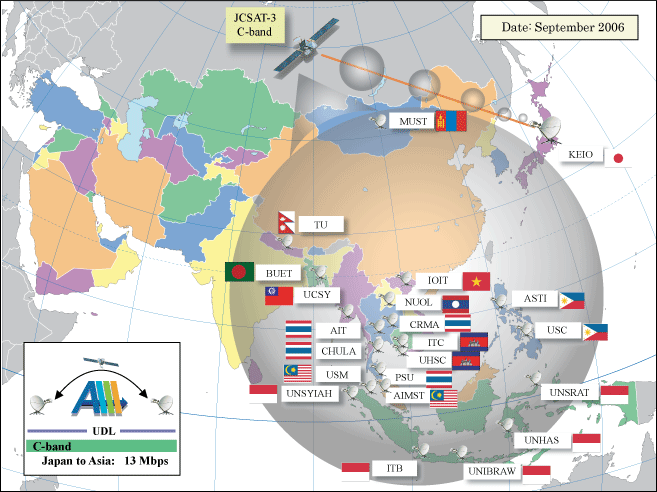 JCSAT-3
C-band
Date: September 2006
MUST
KEIO
TU
BUET
UCSY
IOIT
NUOL
ASTI
AIT
CRMA
USC
CHULA
ITC
UHSC
USM
PSU
UNSYIAH
AIMST
UNSRAT
UNHAS
ITB
UNIBRAW
AIII
UDL
C-band
Japan to Asia: 13 Mbps